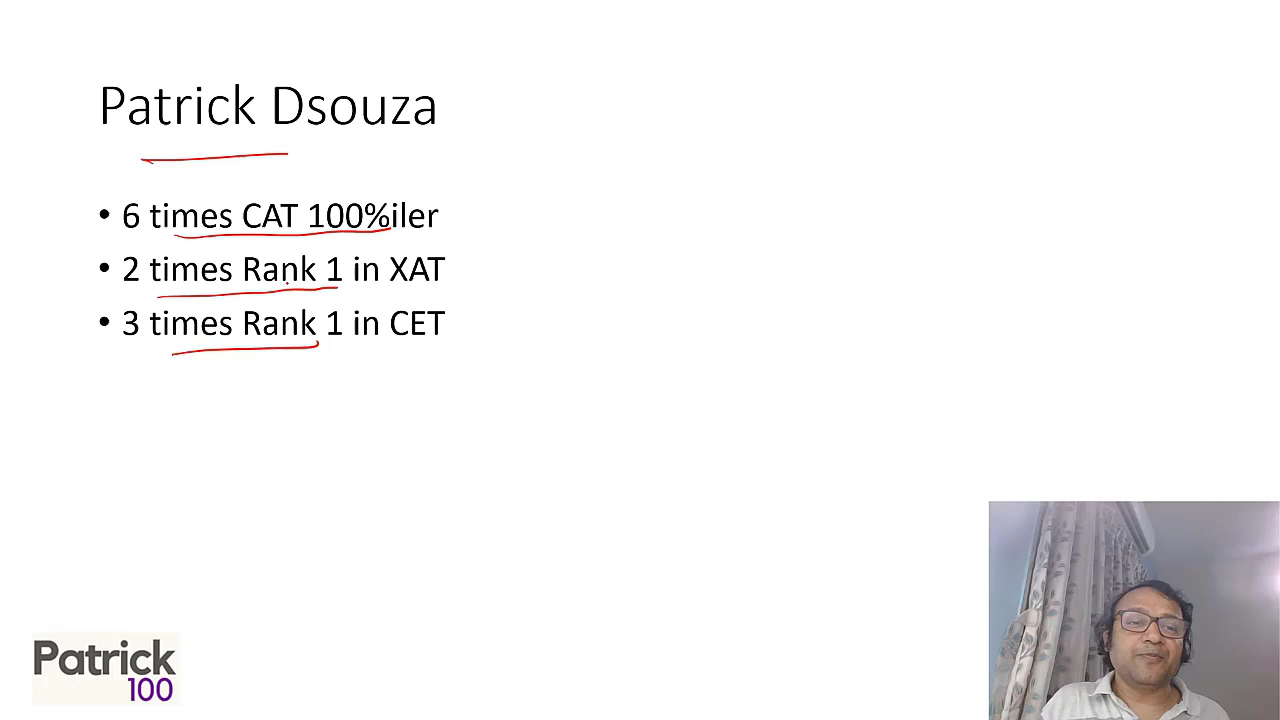 Patrick Dsouza
• 6 times CAT 100%iler
• 2 times Rank 1 in XAT
• 3 times Rank 1 in CET
Patrick
100